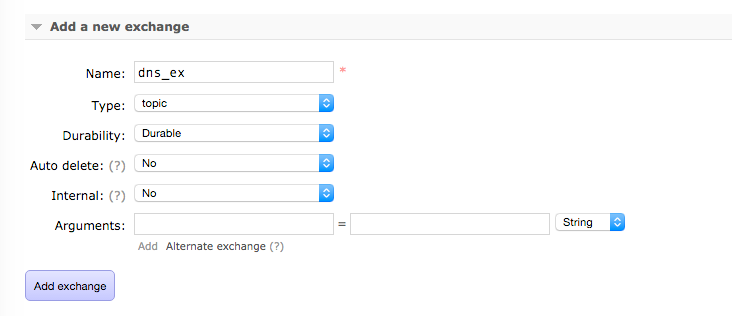 Add a new exchange
Name: dns_ex *
Type: topic
Durability: Durable
Auto delete: (?) No
Internal: (?) No
Arguments: = String
Add Alternate exchange (?)
Add exchange